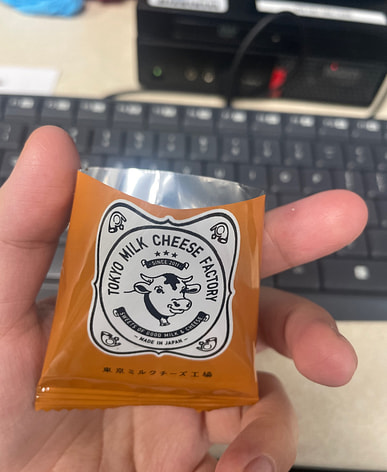 TOKYO MILK CHEESE FACTORY
SINCE 2011
SWEETS OF GOOD MILK & CHEESE
MADE IN JAPAN
東京ミルクチーズ工場